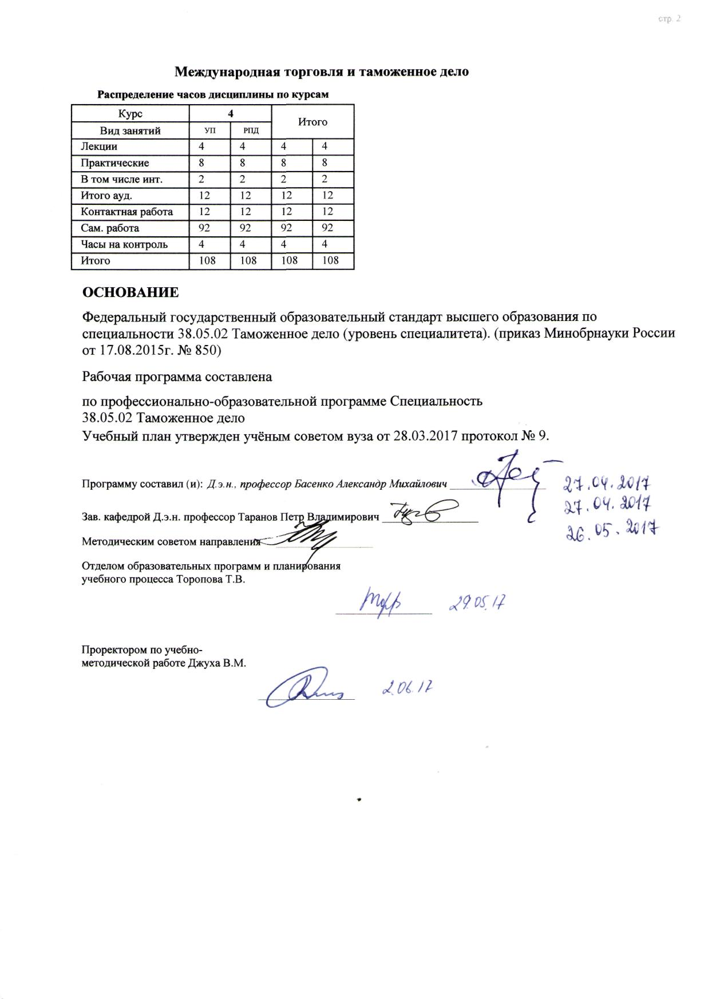 стр. 2
Международная торговля и таможенное дело
Распределение часов дисциплины по курсам
Курс 4 Итого
Вид занятий УП РПД
Лекции 4 4 4 4
Практические 8 8 8 8
В том числе инт. 2 2 2 2
Итого ауд. 12 12 12 12
Контактная работа 12 12 12 12
Сам. работа 92 92 92 92
Часы на контроль 4 4 4 4
Итого 108 108 108 108
ОСНОВАНИЕ
Федеральный государственный образовательный стандарт высшего образования по
специальности 38.05.02 Таможенное дело (уровень специалитета). (приказ Минобрнауки России
от 17.08.2015г. № 850)
Рабочая программа составлена
по профессионально-образовательной программе Специальность
38.05.02 Таможенное дело
Учебный план утвержден учёным советом вуза от 28.03.2017 протокол № 9.
Программу составил (и): Д.э.н., профессор Басенко Александр Михайлович 27.04.2017
27.04.2017
Зав. кафедрой Д.э.н. профессор Таранов Петр Владимирович
26.05.2017
Методическим советом направления
Отделом образовательных программ и планирования
учебного процесса Торопова Т.В.
29.05.17
Проректором по учебно-
методической работе Джуха В.М.
2.06.17